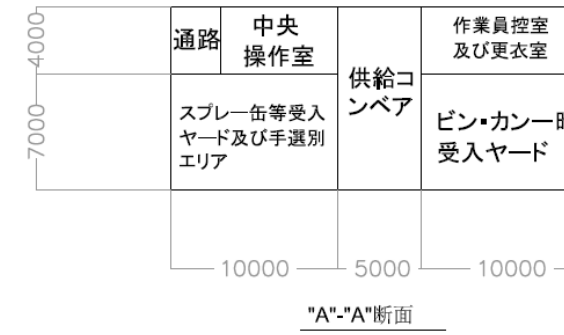 4000
7000
通路
中央
操作室
供給コ
ンベア
作業員控室
及び更衣室
スプレー缶等受入
ヤード及び手選別
エリア
ビン・カン一
受入ヤード
10000
5000
10000
"A"-"A"断面